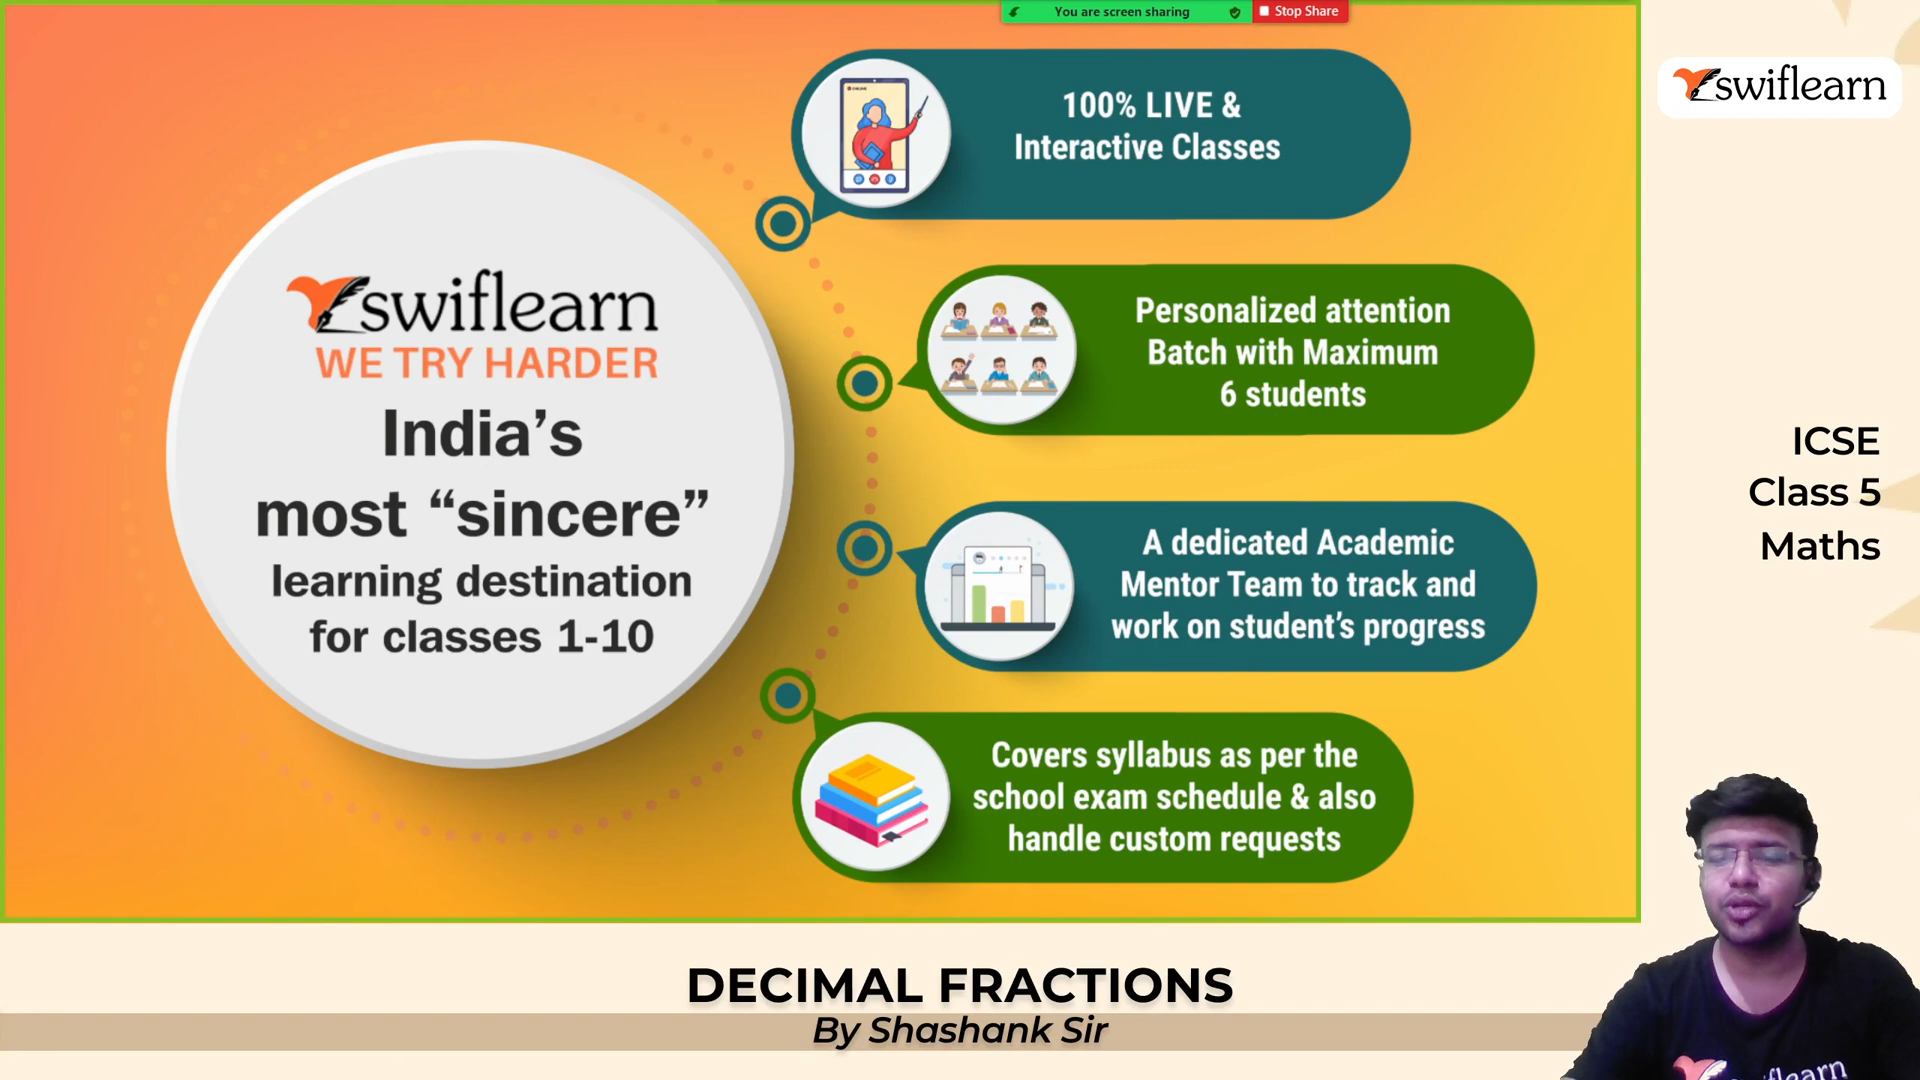 You are screen sharing
Stop Share
swiflearn
WE TRY HARDER
India's
most “sincere”
learning destination
for classes 1-10
100% LIVE &
Interactive Classes
Personalized attention
Batch with Maximum
6 students
A dedicated Academic
Mentor Team to track and
work on student's progress
Covers syllabus as per the
school exam schedule & also
handle custom requests
swiflearn
ICSE
Class 5
Maths
DECIMAL FRACTIONS
By Shashank Sir